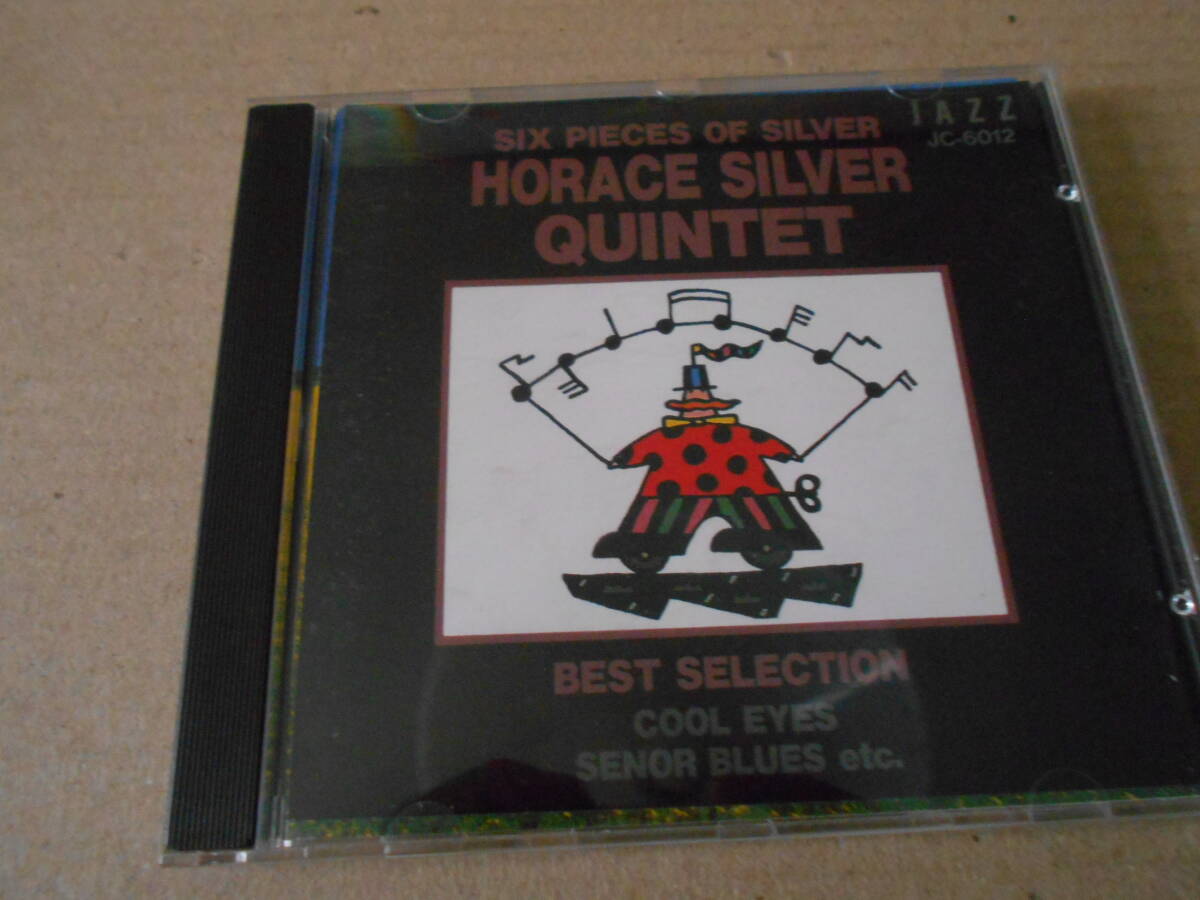 JAZZ
JC-6012
SIX PIECES OF SILVER
HORACE SILVER
QUINTET
BEST SELECTION
COOL EYES
SENOR BLUES etc.